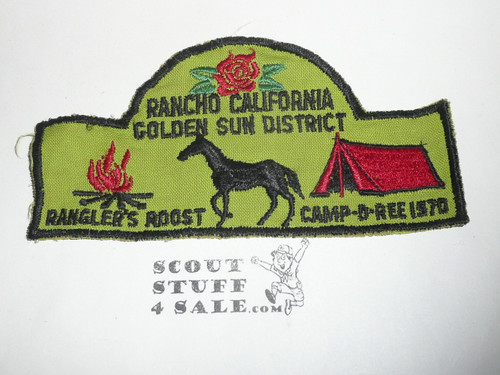 RANCHO CALIFORNIA
GOLDEN SUN DISTRICT
RANGLER'S ROOST
CAMP-O-REE 1970
SCOUT
STUFF
4 SALE.COM